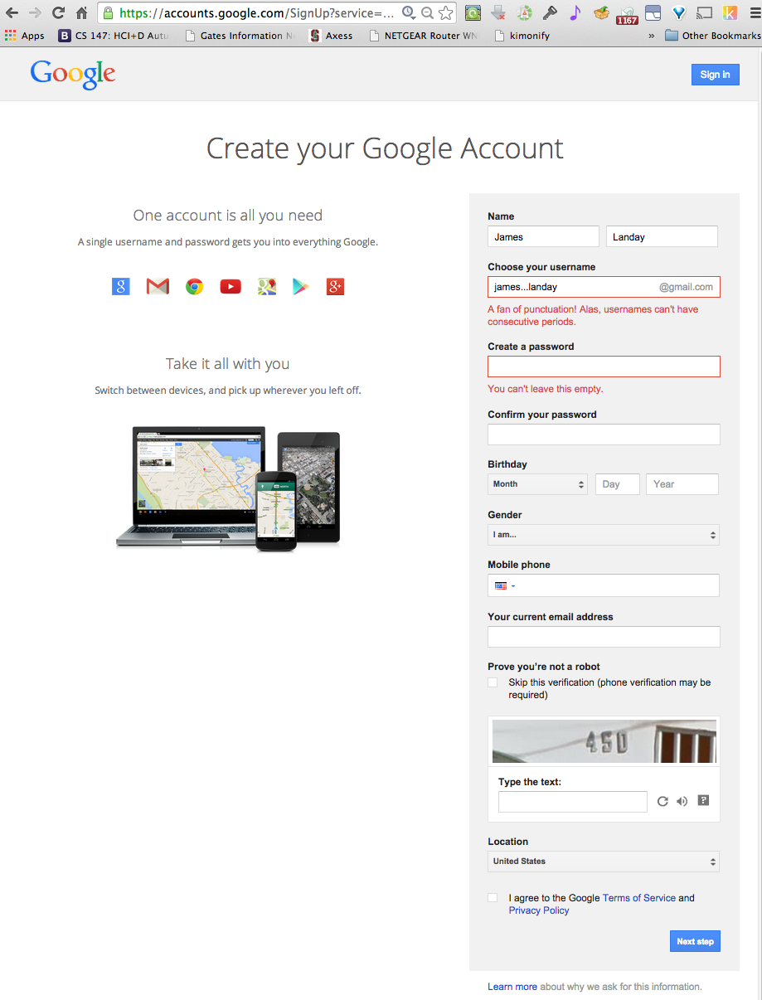 https://accounts.google.com/SignUp?service=...
1167
Apps
CS 147: HCI+D Autu
Gates Information Ne
Axess
NETGEAR Router WN
kimonify
»
Other Bookmarks
Google
Sign in
Create your Google Account
One account is all you need
A single username and password gets you into everything Google.
Take it all with you
Switch between devices, and pick up wherever you left off.
Name
James
Landay
Choose your username
james...landay
@gmail.com
A fan of punctuation! Alas, usernames can't have
consecutive periods.
Create a password
You can't leave this empty.
Confirm your password
Birthday
Month
Day
Year
Gender
I am...
Mobile phone
Your current email address
Prove you're not a robot
Skip this verification (phone verification may be
required)
450
Type the text:
Location
United States
I agree to the Google Terms of Service and
Privacy Policy
Next step
Learn more about why we ask for this information.